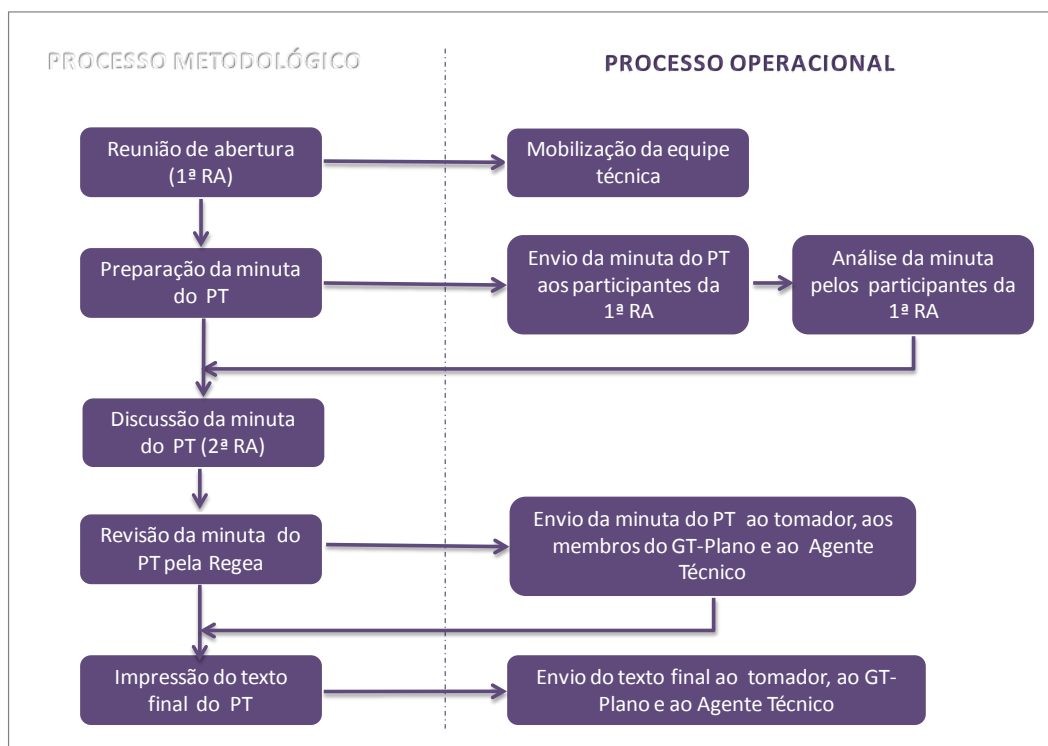 PROCESSO METODOLÓGICO
PROCESSO OPERACIONAL
Reunião de abertura
(1ª RA)
Mobilização da equipe
técnica
Preparação da minuta
do PT
Envio da minuta do PT
aos participantes da
1ª RA
Análise da minuta
pelos participantes da
1ª RA
Discussão da minuta
do PT (2ª RA)
Revisão da minuta do
PT pela Regea
Envio da minuta do PT ao tomador, aos
membros do GT-Plano e ao Agente
Técnico
Impressão do texto
final do PT
Envio do texto final ao tomador, ao GT-
Plano e ao Agente Técnico